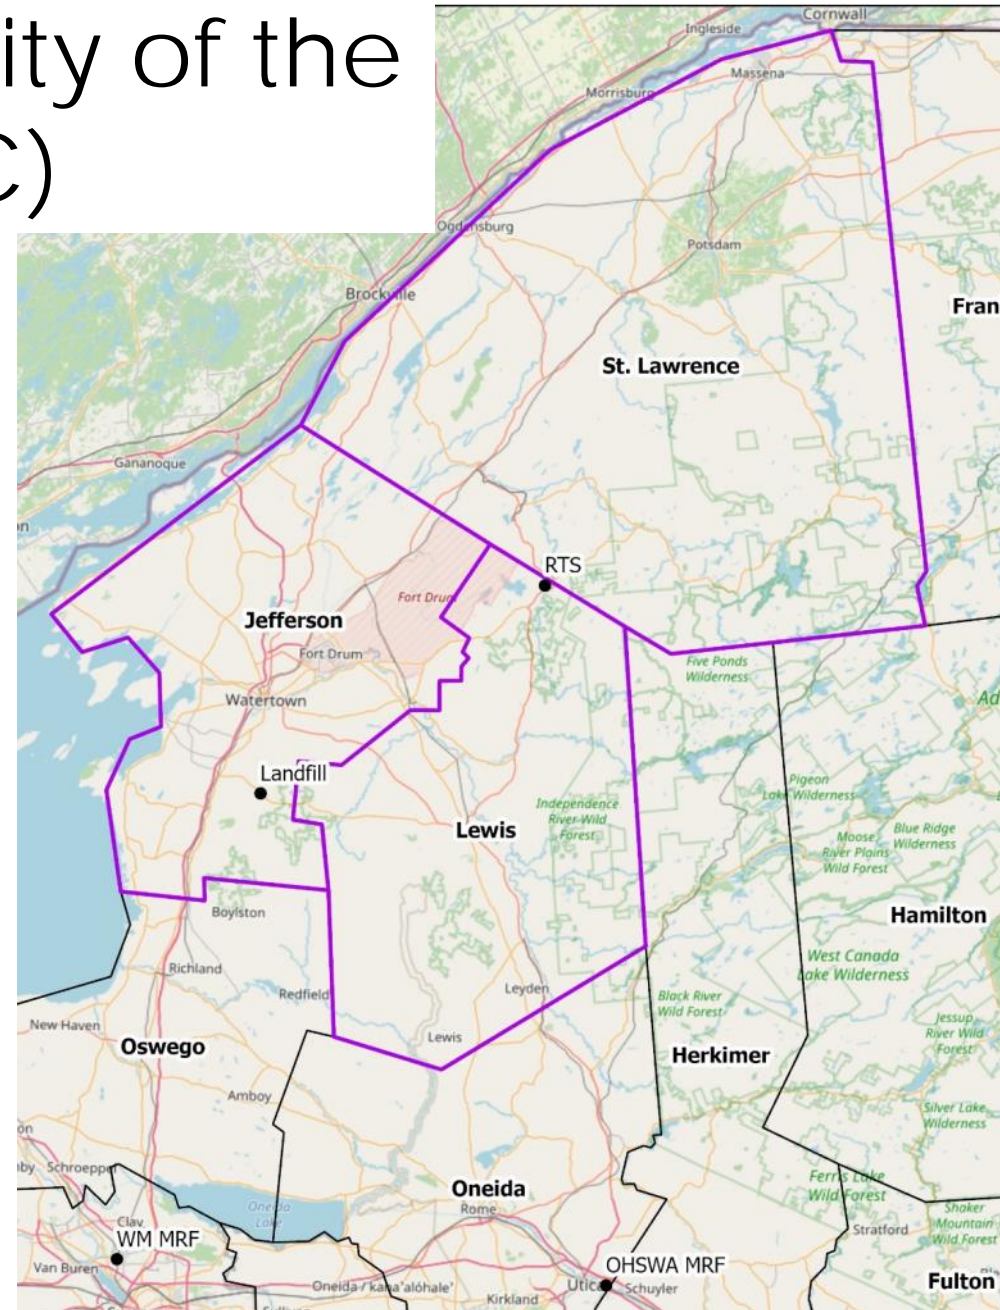 ity of the
C)
Cornwall
Ingleside
Massena
Morrisburg
Ogdensburg
Potsdam
Brockville
Fran
St. Lawrence
Gananoque
RTS
Fort Drum
Jefferson
Fort Drum
Five Ponds
Wilderness
Watertown
Ad
Landfill
Pigeon
Lake Wilderness
Independence
River Wild
Forest
Lewis
Blue Ridge
Wilderness
Moose
River Plains
Wild Forest
Boylston
Hamilton
West Canada
Lake Wilderness
Richland
Redfield
Leyden
Black River
Wild Forest
New Haven
Jessup
River Wild
Forest
Lewis
Oswego
Herkimer
Amboy
Silver Lake
Wilderness
Schroeppel
Ferris Lake
Wild Forest
Oneida
Rome
Oneida
Lake
Shaker
Mountain
Wild Forest
Clay
Stratford
WM MRF
Van Buren
OHSWA MRF
Oneida / kanaʼalóhaleʼ
Utica
Schuyler
Fulton
Kirkland